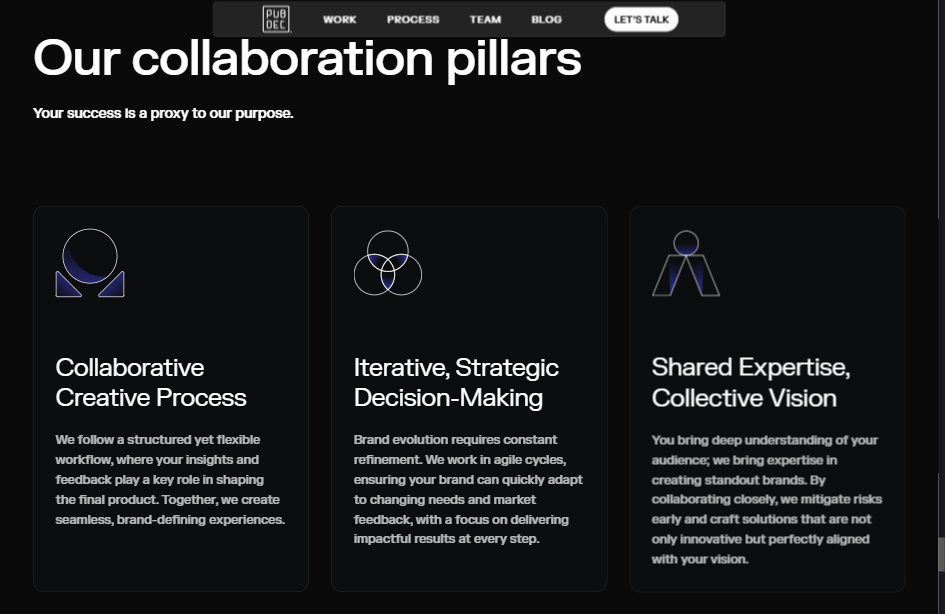 PUB
DEC
WORK
PROCESS
TEAM
BLOG
LET'S TALK
Our collaboration pillars
Your success is a proxy to our purpose.
Collaborative
Creative Process
We follow a structured yet flexible
workflow, where your insights and
feedback play a key role in shaping
the final product. Together, we create
seamless, brand-defining experiences.
Iterative, Strategic
Decision-Making
Brand evolution requires constant
refinement. We work in agile cycles,
ensuring your brand can quickly adapt
to changing needs and market
feedback, with a focus on delivering
impactful results at every step.
Shared Expertise,
Collective Vision
You bring deep understanding of your
audience; we bring expertise in
creating standout brands. By
collaborating closely, we mitigate risks
early and craft solutions that are not
only innovative but perfectly aligned
with your vision.